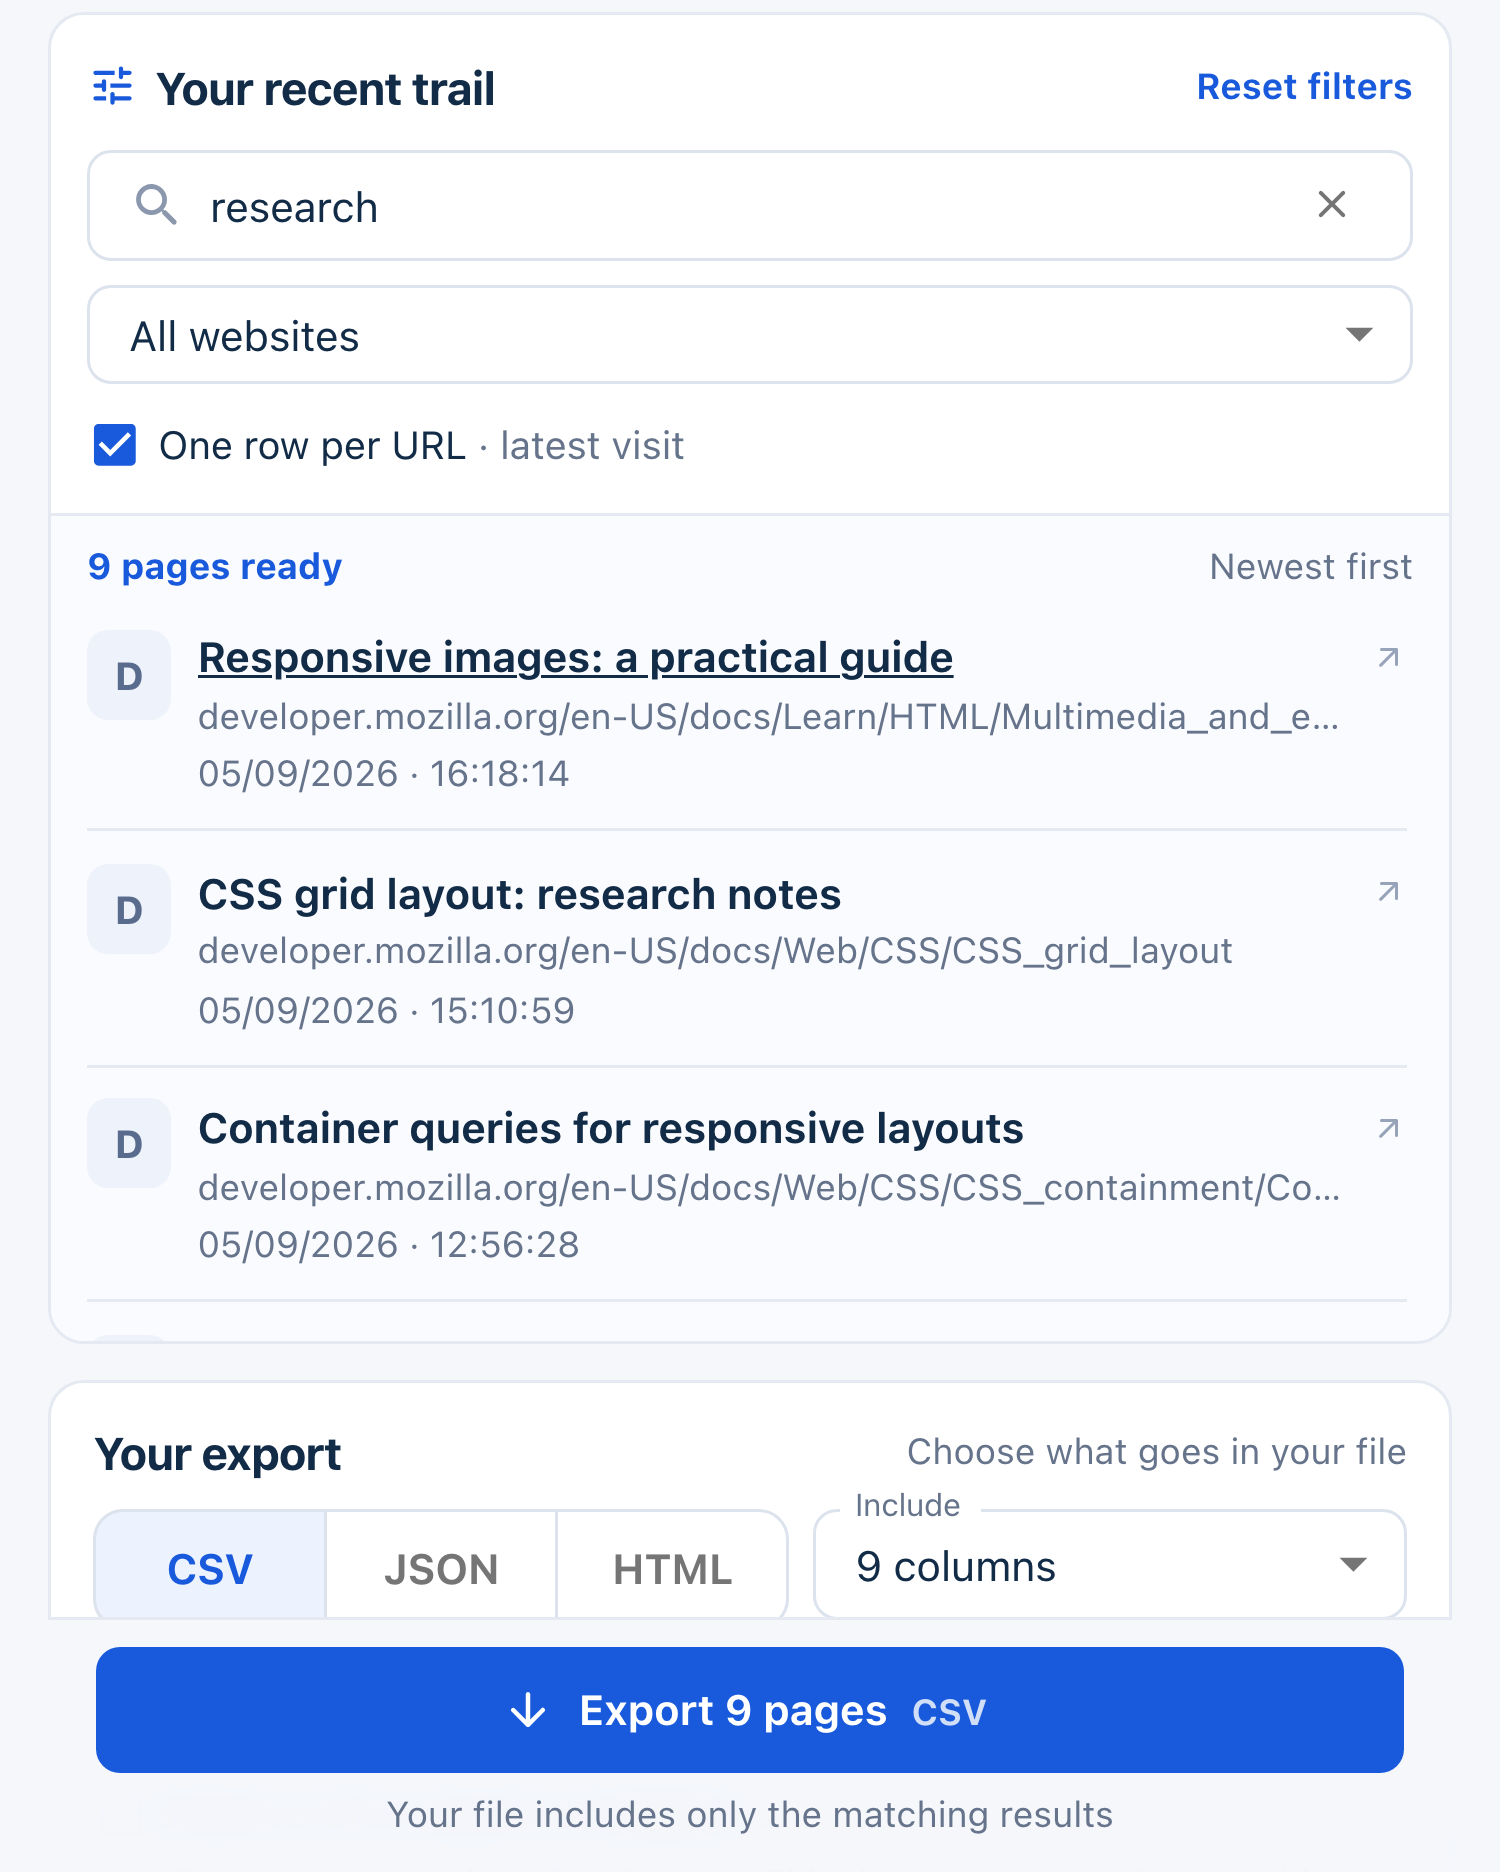 Your recent trail
Reset filters
research
All websites
One row per URL · latest visit
9 pages ready
Newest first
D
Responsive images: a practical guide
developer.mozilla.org/en-US/docs/Learn/HTML/Multimedia_and_e...
05/09/2026 · 16:18:14
D
CSS grid layout: research notes
developer.mozilla.org/en-US/docs/Web/CSS/CSS_grid_layout
05/09/2026 · 15:10:59
D
Container queries for responsive layouts
developer.mozilla.org/en-US/docs/Web/CSS/CSS_containment/Co...
05/09/2026 · 12:56:28
Your export
Choose what goes in your file
Include
CSV JSON HTML
9 columns
Export 9 pages CSV
Your file includes only the matching results